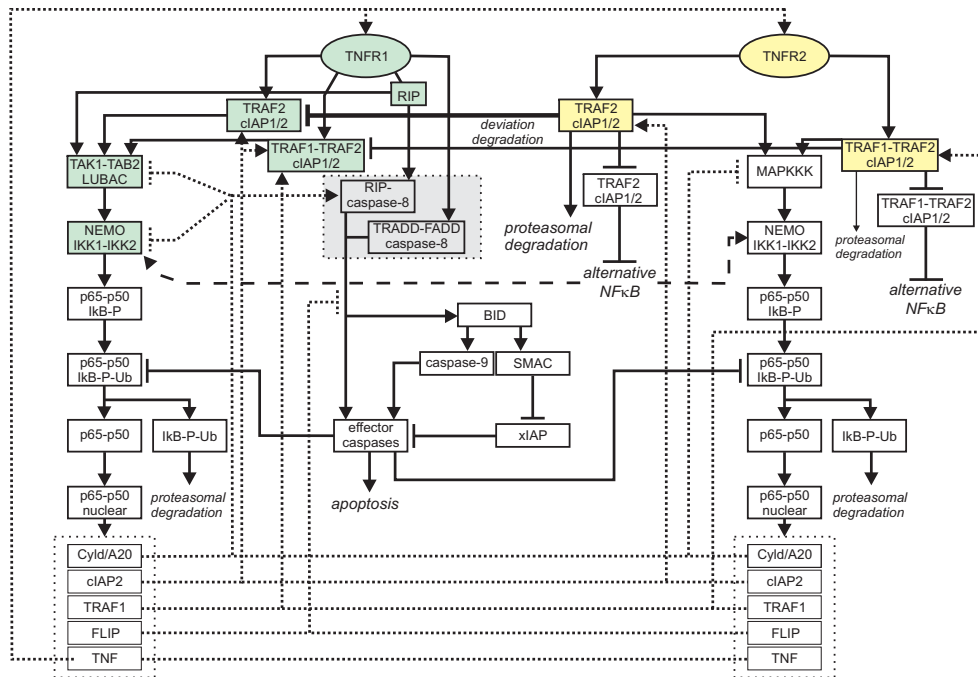 TNFR1
TNFR2
RIP
TRAF2
cIAP1/2
TRAF2
cIAP1/2
deviation
degradation
TRAF1-TRAF2
cIAP1/2
TRAF1-TRAF2
cIAP1/2
TAK1-TAB2
LUBAC
MAPKKK
RIP-
caspase-8
TRAF2
cIAP1/2
TRAF1-TRAF2
cIAP1/2
TRADD-FADD
caspase-8
NEMO
IKK1-IKK2
proteasomal
degradation
NEMO
IKK1-IKK2
proteasomal
degradation
alternative
NFκB
alternative
NFκB
p65-p50
IkB-P
p65-p50
IkB-P
BID
p65-p50
IkB-P-Ub
caspase-9
SMAC
p65-p50
IkB-P-Ub
p65-p50
IkB-P-Ub
effector
caspases
xIAP
p65-p50
IkB-P-Ub
p65-p50
nuclear
proteasomal
degradation
apoptosis
p65-p50
nuclear
proteasomal
degradation
Cyld/A20
cIAP2
TRAF1
FLIP
TNF
Cyld/A20
cIAP2
TRAF1
FLIP
TNF